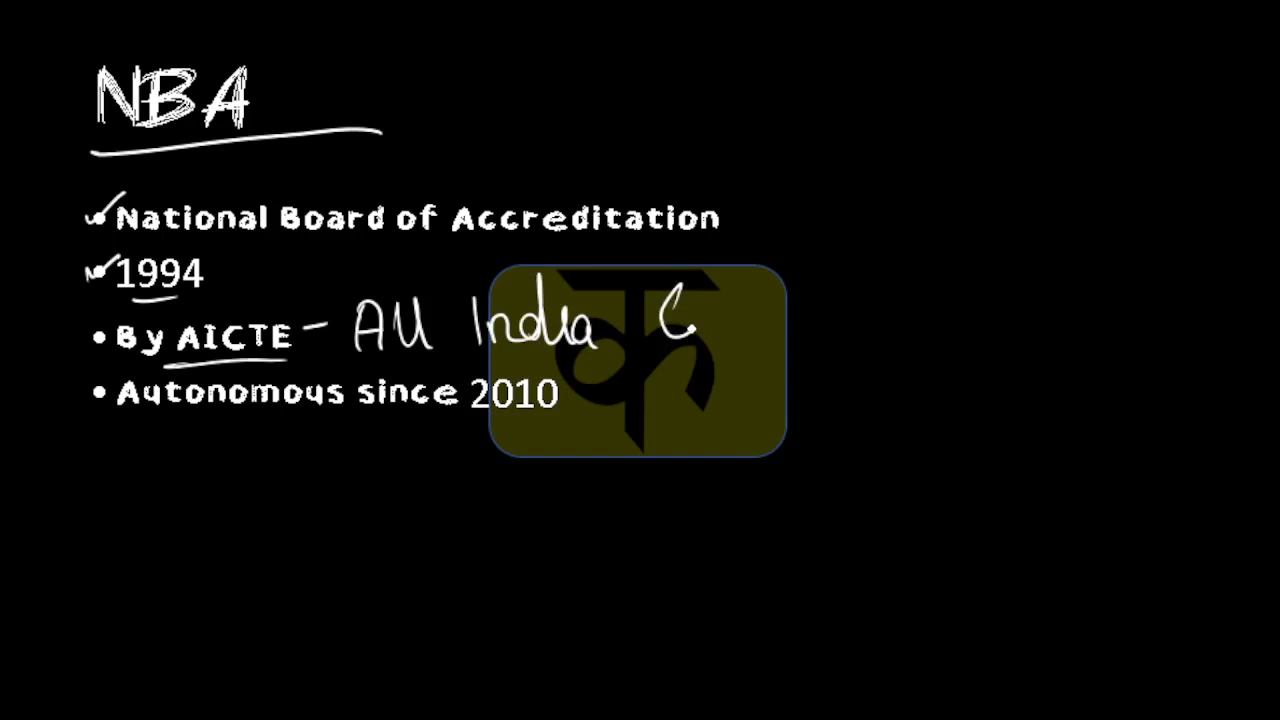 NBA
• National Board of Accreditation
• 1994
• By AICTE - All India C
• Autonomous since 2010
क